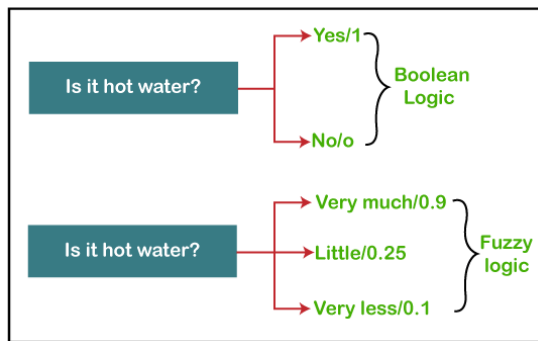 Is it hot water?
Yes/1
No/o
Boolean
Logic
Is it hot water?
Very much/0.9
Little/0.25
Very less/0.1
Fuzzy
logic